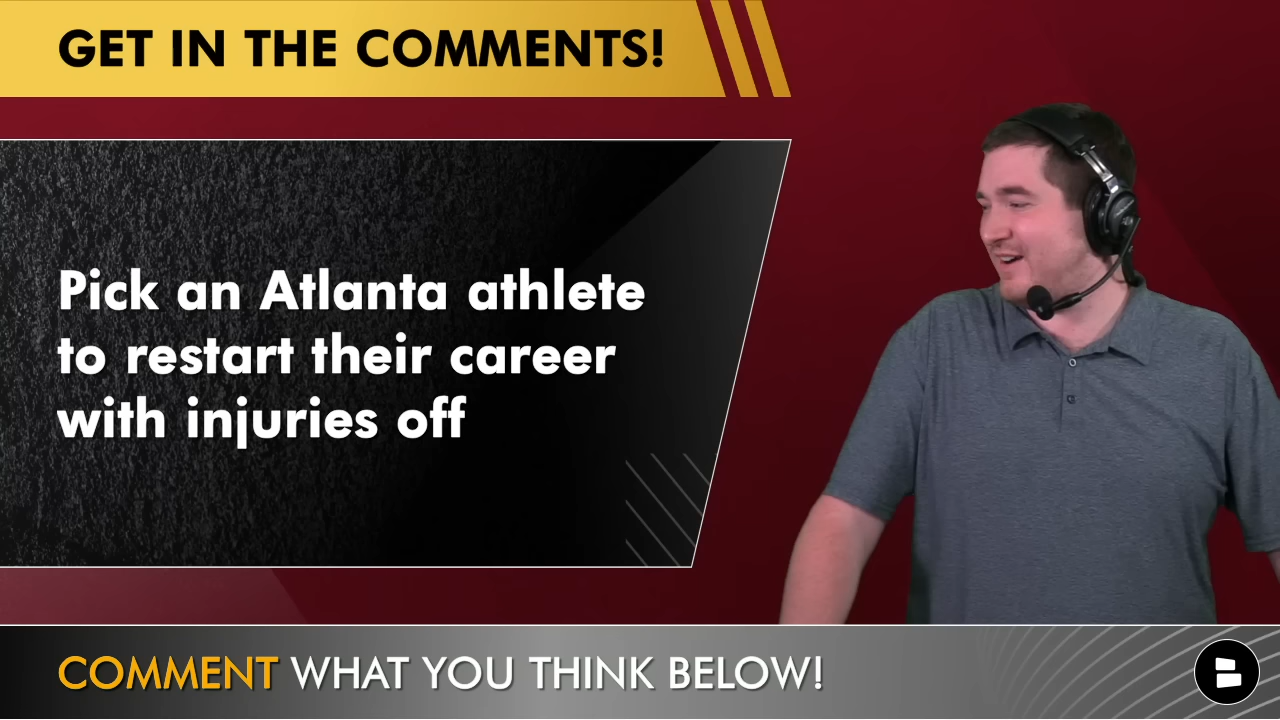 GET IN THE COMMENTS!
Pick an Atlanta athlete
to restart their career
with injuries off
COMMENT WHAT YOU THINK BELOW!